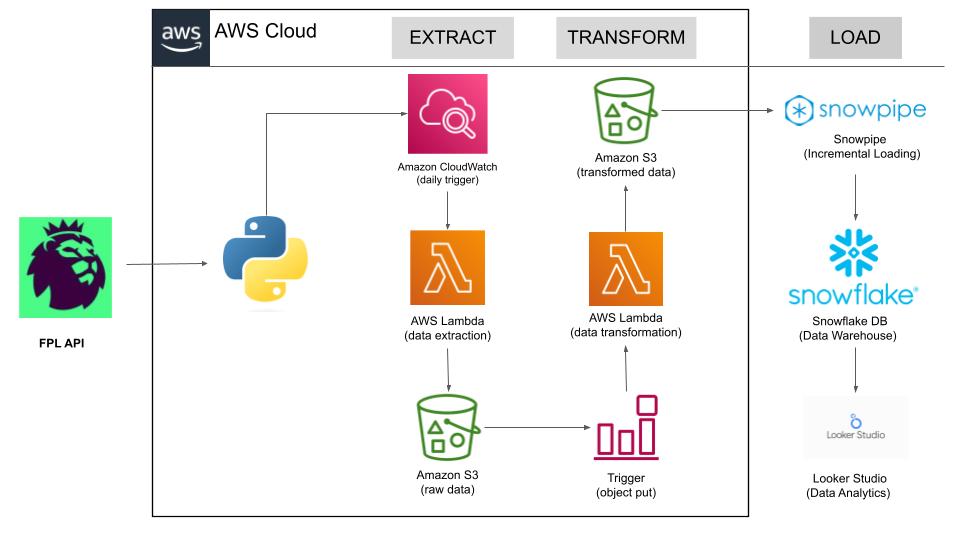 aws
AWS Cloud
EXTRACT
TRANSFORM
LOAD
Amazon CloudWatch
(daily trigger)
Amazon S3
(transformed data)
snowpipe
Snowpipe
(Incremental Loading)
FPL API
AWS Lambda
(data extraction)
AWS Lambda
(data transformation)
snowflake®
Snowflake DB
(Data Warehouse)
Amazon S3
(raw data)
Trigger
(object put)
Looker Studio
Looker Studio
(Data Analytics)